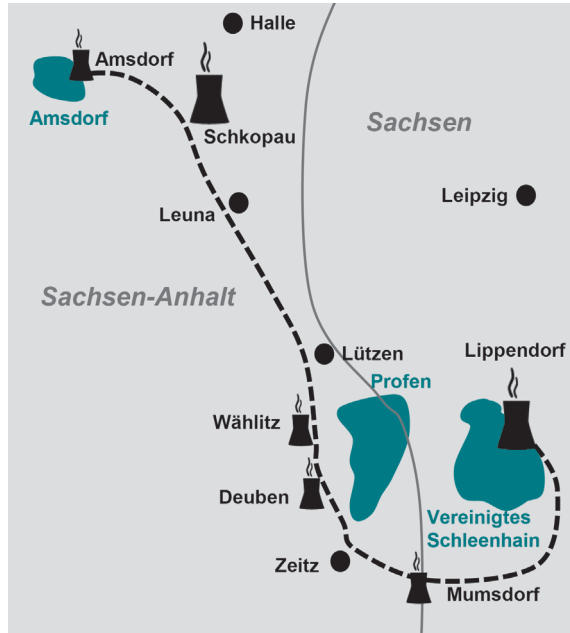 Halle
Amsdorf
Amsdorf
Schkopau
Sachsen
Leuna
Leipzig
Sachsen-Anhalt
Lützen
Lippendorf
Profen
Wählitz
Deuben
Vereinigtes
Schleenhain
Zeitz
Mumsdorf